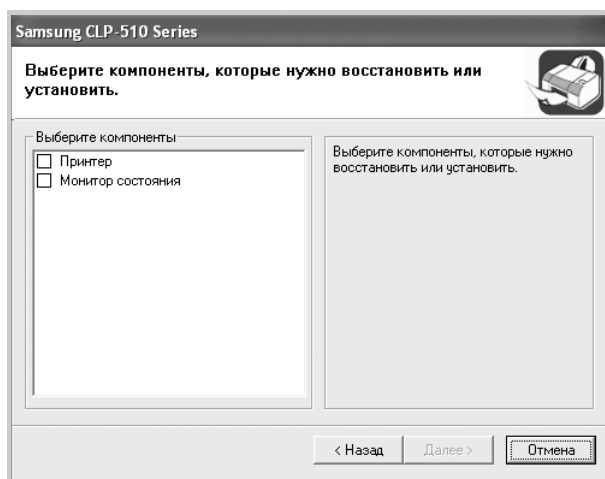 Samsung CLP-510 Series
Выберите компоненты, которые нужно восстановить или
установить.
Выберите компоненты
Принтер
Монитор состояния
Выберите компоненты, которые нужно
восстановить или установить.
< Назад
Далее >
Отмена